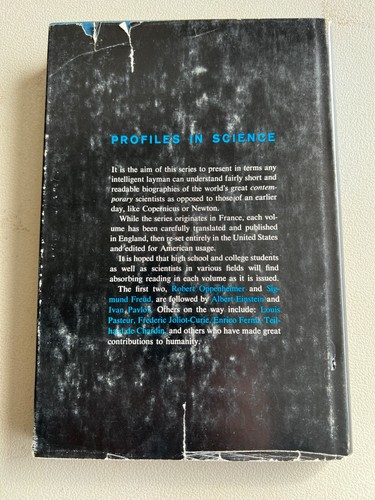 PROFILES IN SCIENCE
It is the aim of this series to present in terms any
intelligent layman can understand fairly short and
readable biographies of the world's great contem-
porary scientists as opposed to those of an earlier
day, like Copernicus or Newton.
While the series originates in France, each vol-
ume has been carefully translated and published
in England, then re-set entirely in the United States
and edited for American usage.
It is hoped that high school and college students
as well as scientists in various fields will find
absorbing reading in each volume as it is issued.
The first two, Robert Oppenheimer and Sig-
mund Freud, are followed by Albert Einstein and
Ivan Pavlov. Others on the way include: Louis
Pasteur, Frederic Joliot-Curie, Enrico Fermi, Teil-
hard de Chardin, and others who have made great
contributions to humanity.